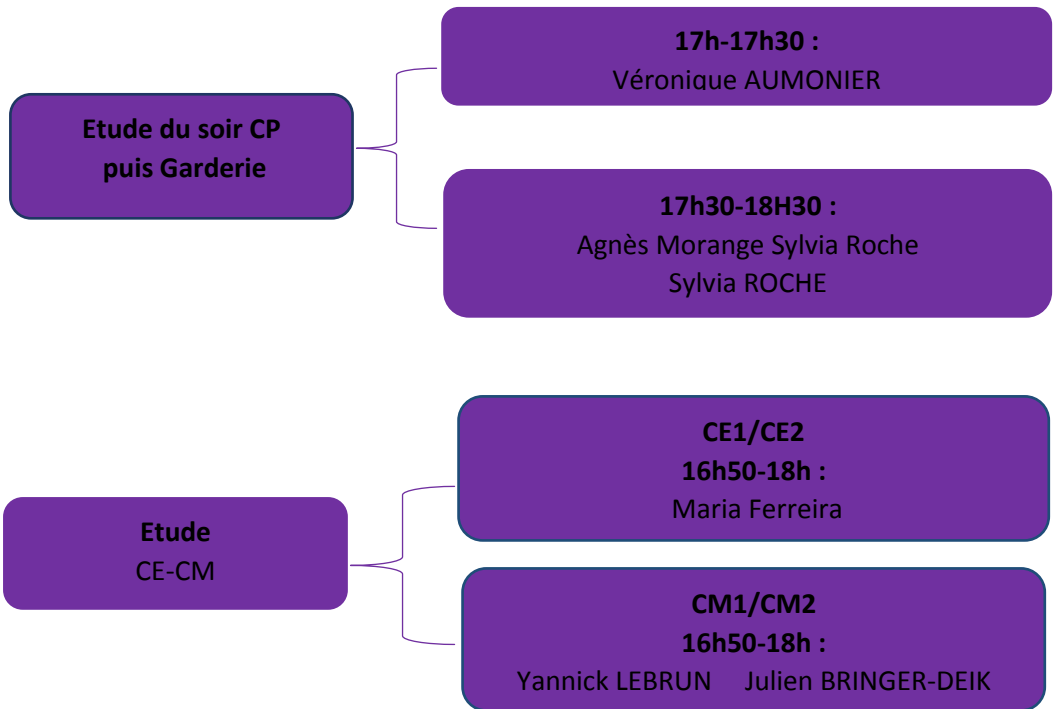 17h-17h30 :
Véronique AUMONIER
Etude du soir CP
puis Garderie
17h30-18H30 :
Agnès Morange Sylvia Roche
Sylvia ROCHE
CE1/CE2
16h50-18h :
Maria Ferreira
Etude
CE-CM
CM1/CM2
16h50-18h :
Yannick LEBRUN Julien BRINGER-DEIK